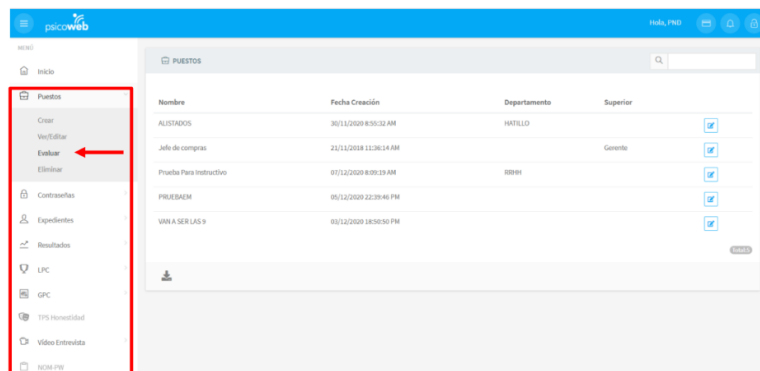 psicoweb
Hola, PND
MENÚ
Inicio
Puestos
Crear
Ver/Editar
Evaluar
Eliminar
Contraseñas
Expedientes
Resultados
LPC
GPC
TPS Honestidad
Vídeo Entrevista
NOM-PW
PUESTOS
Nombre Fecha Creación Departamento Superior
ALISTADOS 30/11/2020 8:55:32 AM HATILLO
Jefe de compras 21/11/2018 11:36:14 AM Gerente
Prueba Para Instructivo 07/12/2020 8:09:19 AM RRHH
PRUEBAEM 05/12/2020 22:39:46 PM
VAN A SER LAS 9 03/12/2020 18:50:50 PM
Total 5